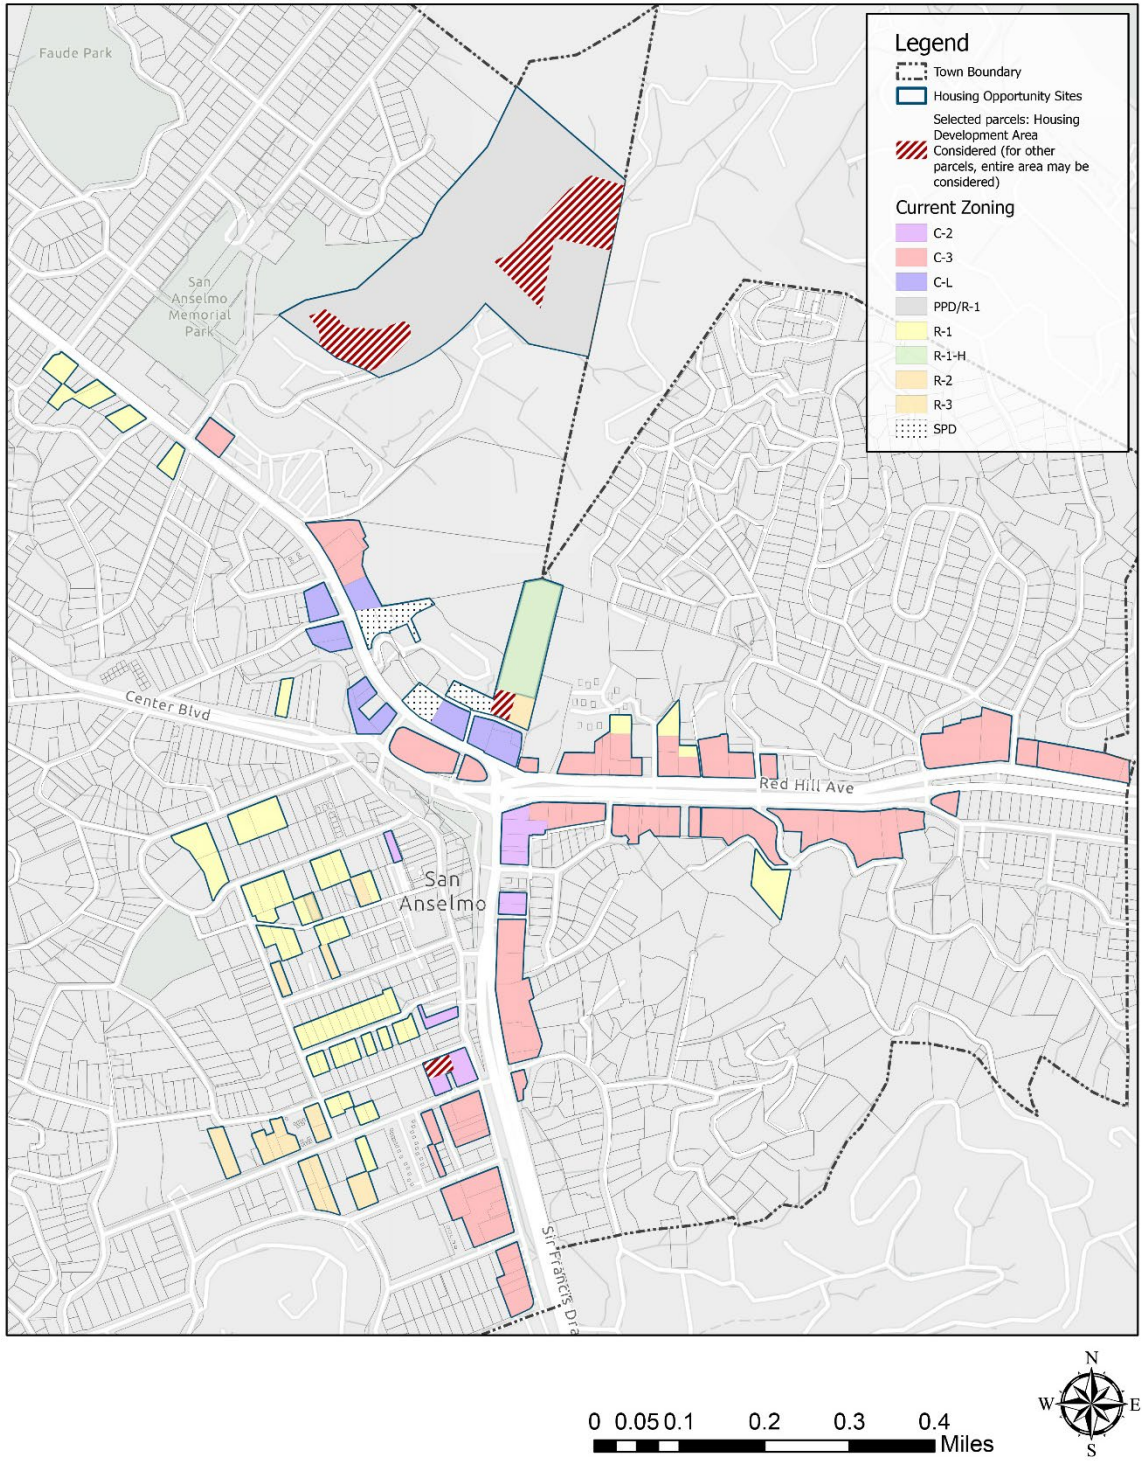 Faude Park
San
Anselmo
Memorial
Park
Legend
Town Boundary
Housing Opportunity Sites
Selected parcels: Housing
Development Area
Considered (for other
parcels, entire area may be
considered)
Current Zoning
C-2
C-3
C-L
PPD/R-1
R-1
R-1-H
R-2
R-3
SPD
Center Blvd
Red Hill Ave
San
Anselmo
Sir Francis Dra
0 0.05 0.1 0.2 0.3 0.4
Miles
N
W E
S